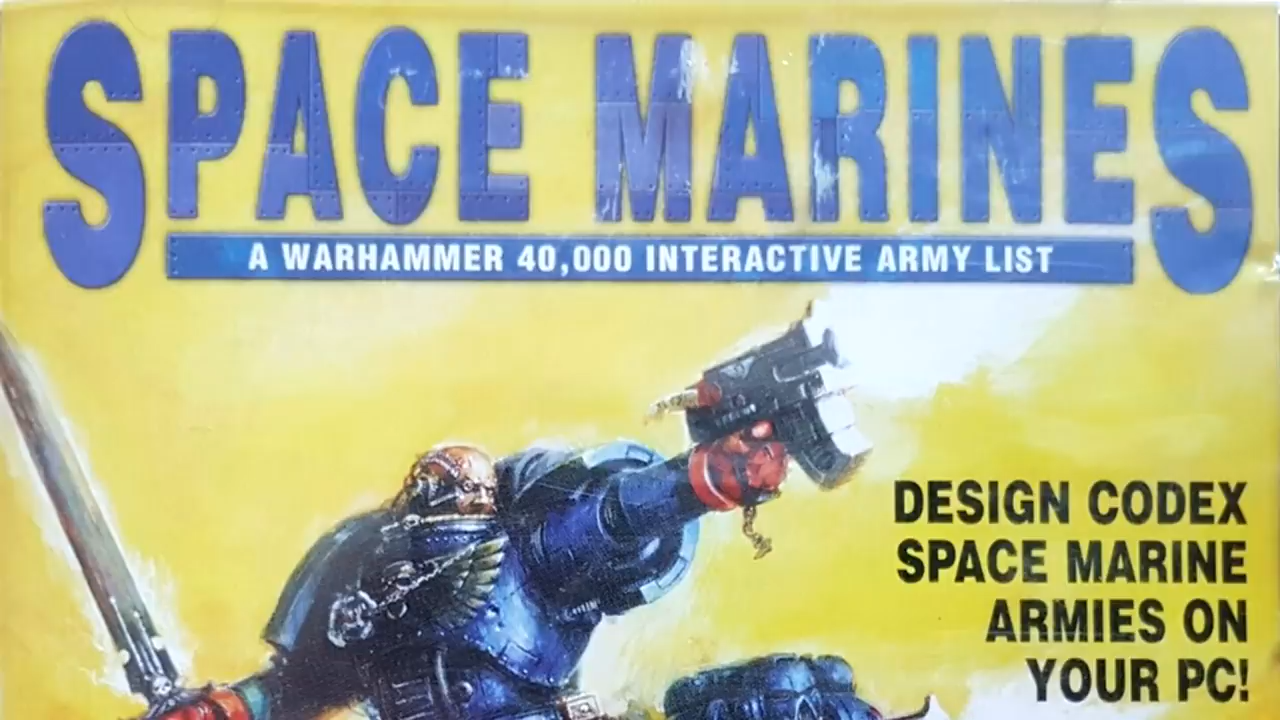 SPACE MARINES
A WARHAMMER 40,000 INTERACTIVE ARMY LIST
DESIGN CODEX
SPACE MARINE
ARMIES ON
YOUR PC!